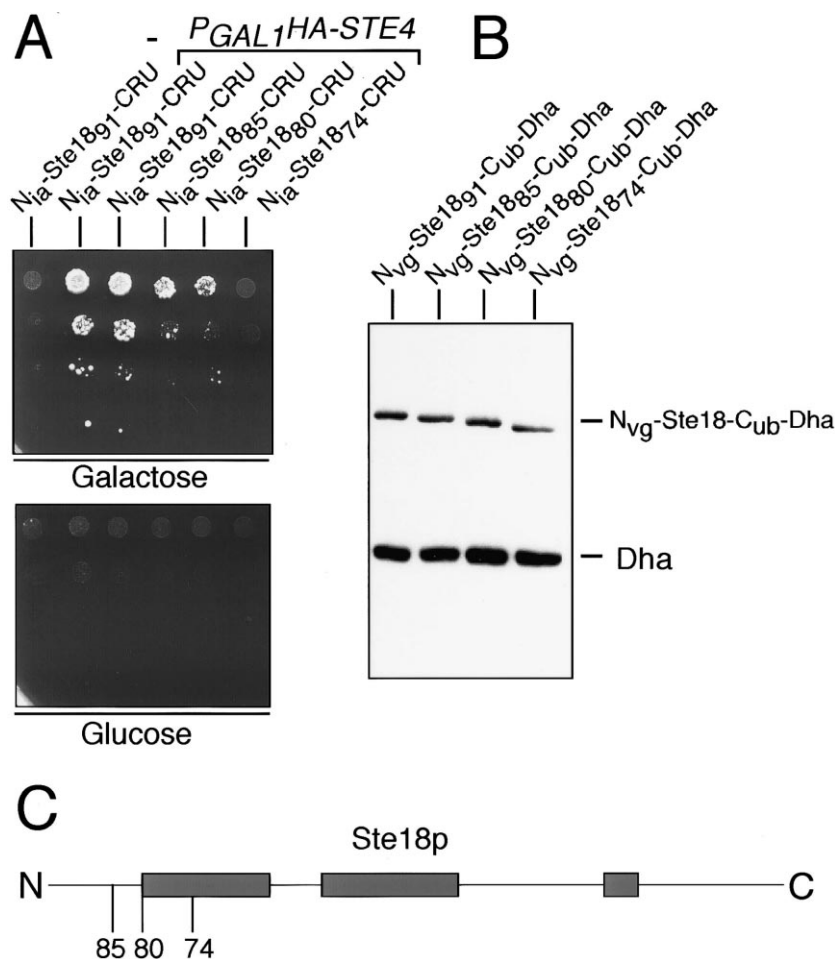 A
- PGAL1HA-STE4
Nia-Ste1891-CRU
Nia-Ste1891-CRU
Nia-Ste1891-CRU
Nia-Ste1885-CRU
Nia-Ste1880-CRU
Nia-Ste1874-CRU
Galactose
Glucose
B
Nvg-Ste1891-Cub-Dha
Nvg-Ste1885-Cub-Dha
Nvg-Ste1880-Cub-Dha
Nvg-Ste1874-Cub-Dha
Nvg-Ste18-Cub-Dha
Dha
C
Ste18p
N C
85 80 74